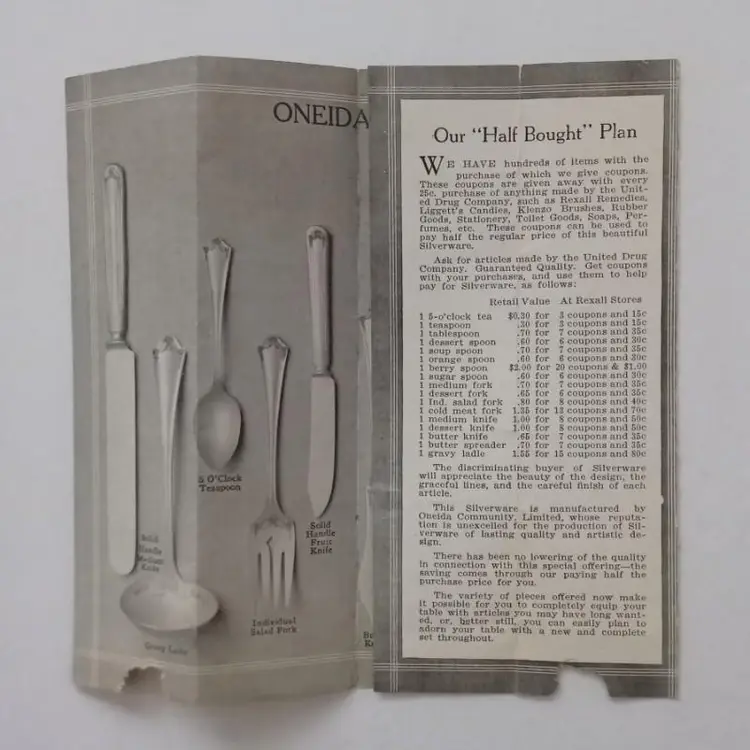 ONEIDA
5 O'Clock
Teaspoon
Solid
Handle
Fruit
Knife
Solid
Handle
Medium
Knife
Individual
Salad Fork
Gravy Ladle
Our "Half Bought" Plan
WE HAVE hundreds of items with the
purchase of which we give coupons.
These coupons are given away with every
25c. purchase of anything made by the Unit-
ed Drug Company, such as Rexall Remedies,
Liggett's Candies, Klenzo Brushes, Rubber
Goods, Stationery, Toilet Goods, Soaps, Per-
fumes, etc. These coupons can be used to
pay half the regular price of this beautiful
Silverware.
Ask for articles made by the United Drug
Company. Guaranteed Quality. Get coupons
with your purchases, and use them to help
pay for Silverware, as follows:
Retail Value At Rexall Stores
1 5-o'clock tea $0.30 for 3 coupons and 15c
1 teaspoon .30 for 3 coupons and 15c
1 tablespoon .70 for 7 coupons and 35c
1 dessert spoon .60 for 6 coupons and 30c
1 soup spoon .70 for 7 coupons and 35c
1 orange spoon .60 for 6 coupons and 30c
1 berry spoon $2.00 for 20 coupons & $1.00
1 sugar spoon .60 for 6 coupons and 30c
1 medium fork .70 for 7 coupons and 35c
1 dessert fork .65 for 6 coupons and 35c
1 Ind. salad fork .80 for 8 coupons and 40c
1 cold meat fork 1.35 for 13 coupons and 70c
1 medium knife 1.00 for 8 coupons and 50c
1 dessert knife 1.00 for 8 coupons and 50c
1 butter knife .65 for 7 coupons and 35c
1 butter spreader .70 for 7 coupons and 35c
1 gravy ladle 1.55 for 15 coupons and 80c
The discriminating buyer of Silverware
will appreciate the beauty of the design, the
graceful lines, and the careful finish of each
article.
This Silverware is manufactured by
Oneida Community, Limited, whose reputa-
tion is unexcelled for the production of Sil-
verware of lasting quality and artistic de-
sign.
There has been no lowering of the quality
in connection with this special offering—the
saving comes through our paying half the
purchase price for you.
The variety of pieces offered now make
it possible for you to completely equip your
table with articles you may have long want-
ed, or, better still, you can easily plan to
adorn your table with a new and complete
set throughout.